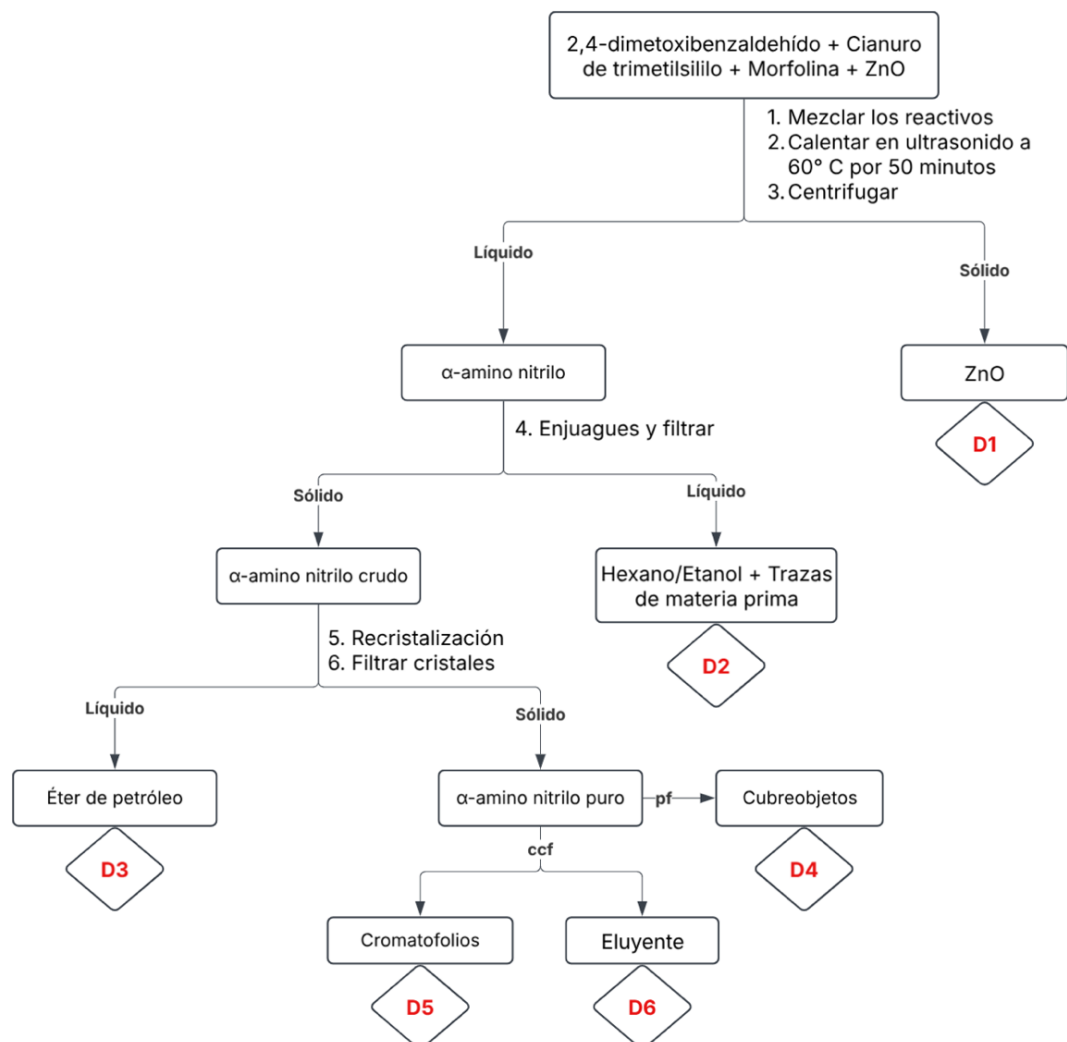 2,4-dimetoxibenzaldehído + Cianuro
de trimetilsililo + Morfolina + ZnO
1. Mezclar los reactivos
2. Calentar en ultrasonido a
60° C por 50 minutos
3. Centrifugar
Líquido
Sólido
α-amino nitrilo
ZnO
D1
4. Enjuagues y filtrar
Sólido
Líquido
α-amino nitrilo crudo
Hexano/Etanol + Trazas
de materia prima
D2
5. Recristalización
6. Filtrar cristales
Líquido
Sólido
Éter de petróleo
α-amino nitrilo puro
pf
Cubreobjetos
D3
D4
ccf
Cromatofolios
Eluyente
D5
D6